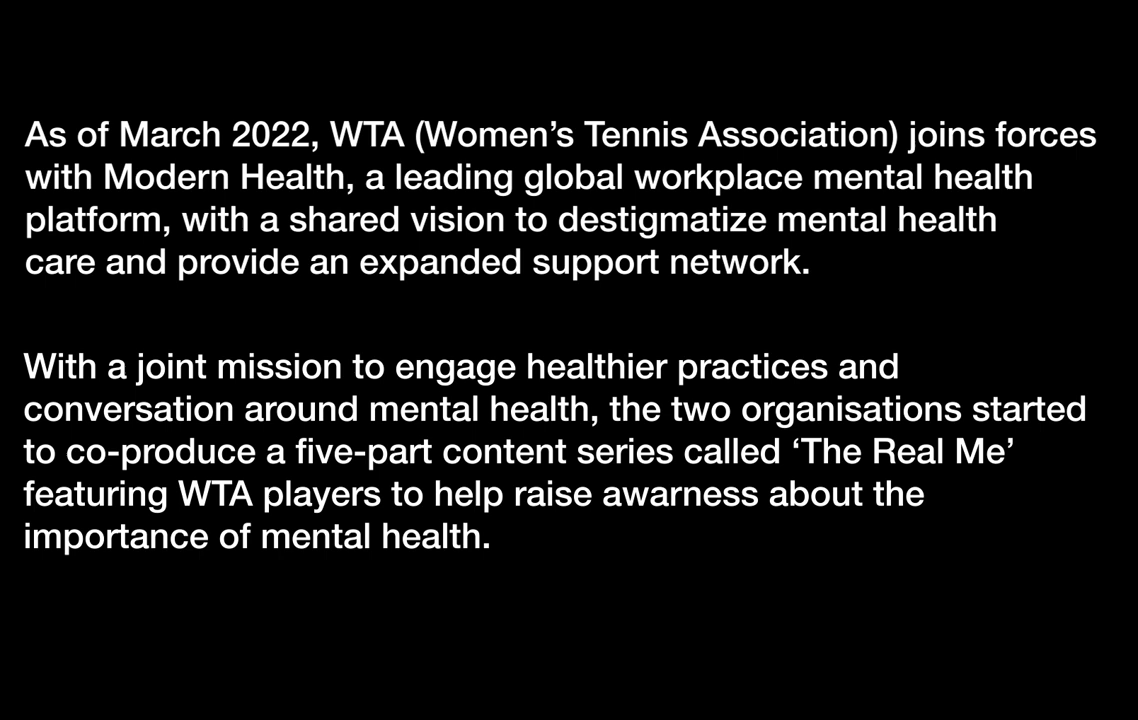 As of March 2022, WTA (Women’s Tennis Association) joins forces
with Modern Health, a leading global workplace mental health
platform, with a shared vision to destigmatize mental health
care and provide an expanded support network.
With a joint mission to engage healthier practices and
conversation around mental health, the two organisations started
to co-produce a five-part content series called ‘The Real Me’
featuring WTA players to help raise awarness about the
importance of mental health.